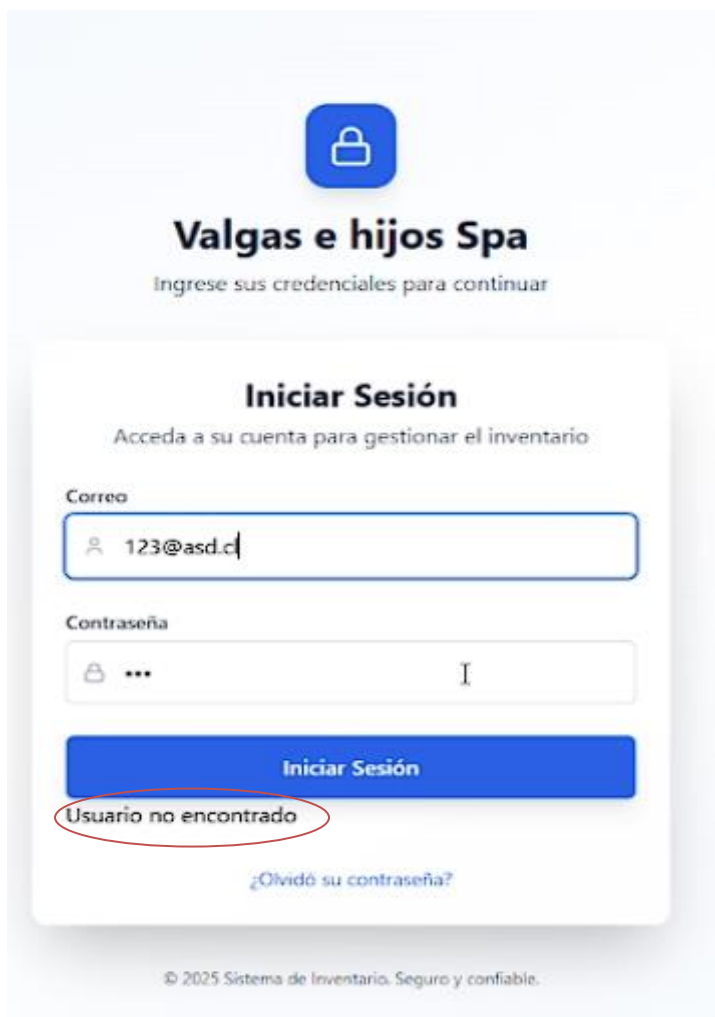 Valgas e hijos Spa
Ingrese sus credenciales para continuar
Iniciar Sesión
Acceda a su cuenta para gestionar el inventario
Correo
123@asd.cl
Contraseña
•••
Iniciar Sesión
Usuario no encontrado
¿Olvidó su contraseña?
© 2025 Sistema de Inventario. Seguro y confiable.